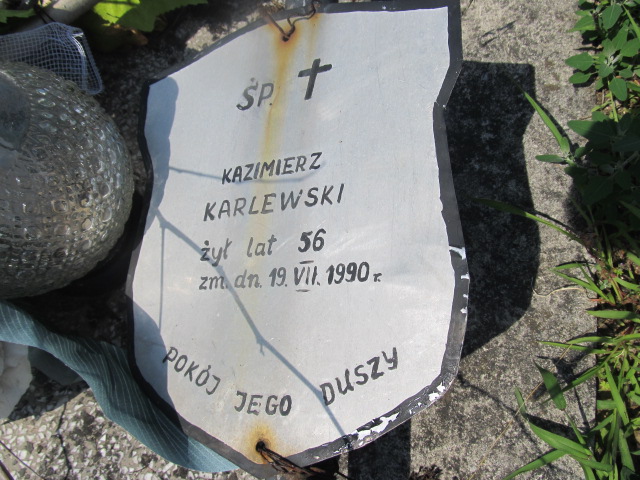 ŚP.
KAZIMIERZ
KARLEWSKI
żył lat 56
zm. dn. 19. VII. 1990 r.
POKÓJ JEGO DUSZY